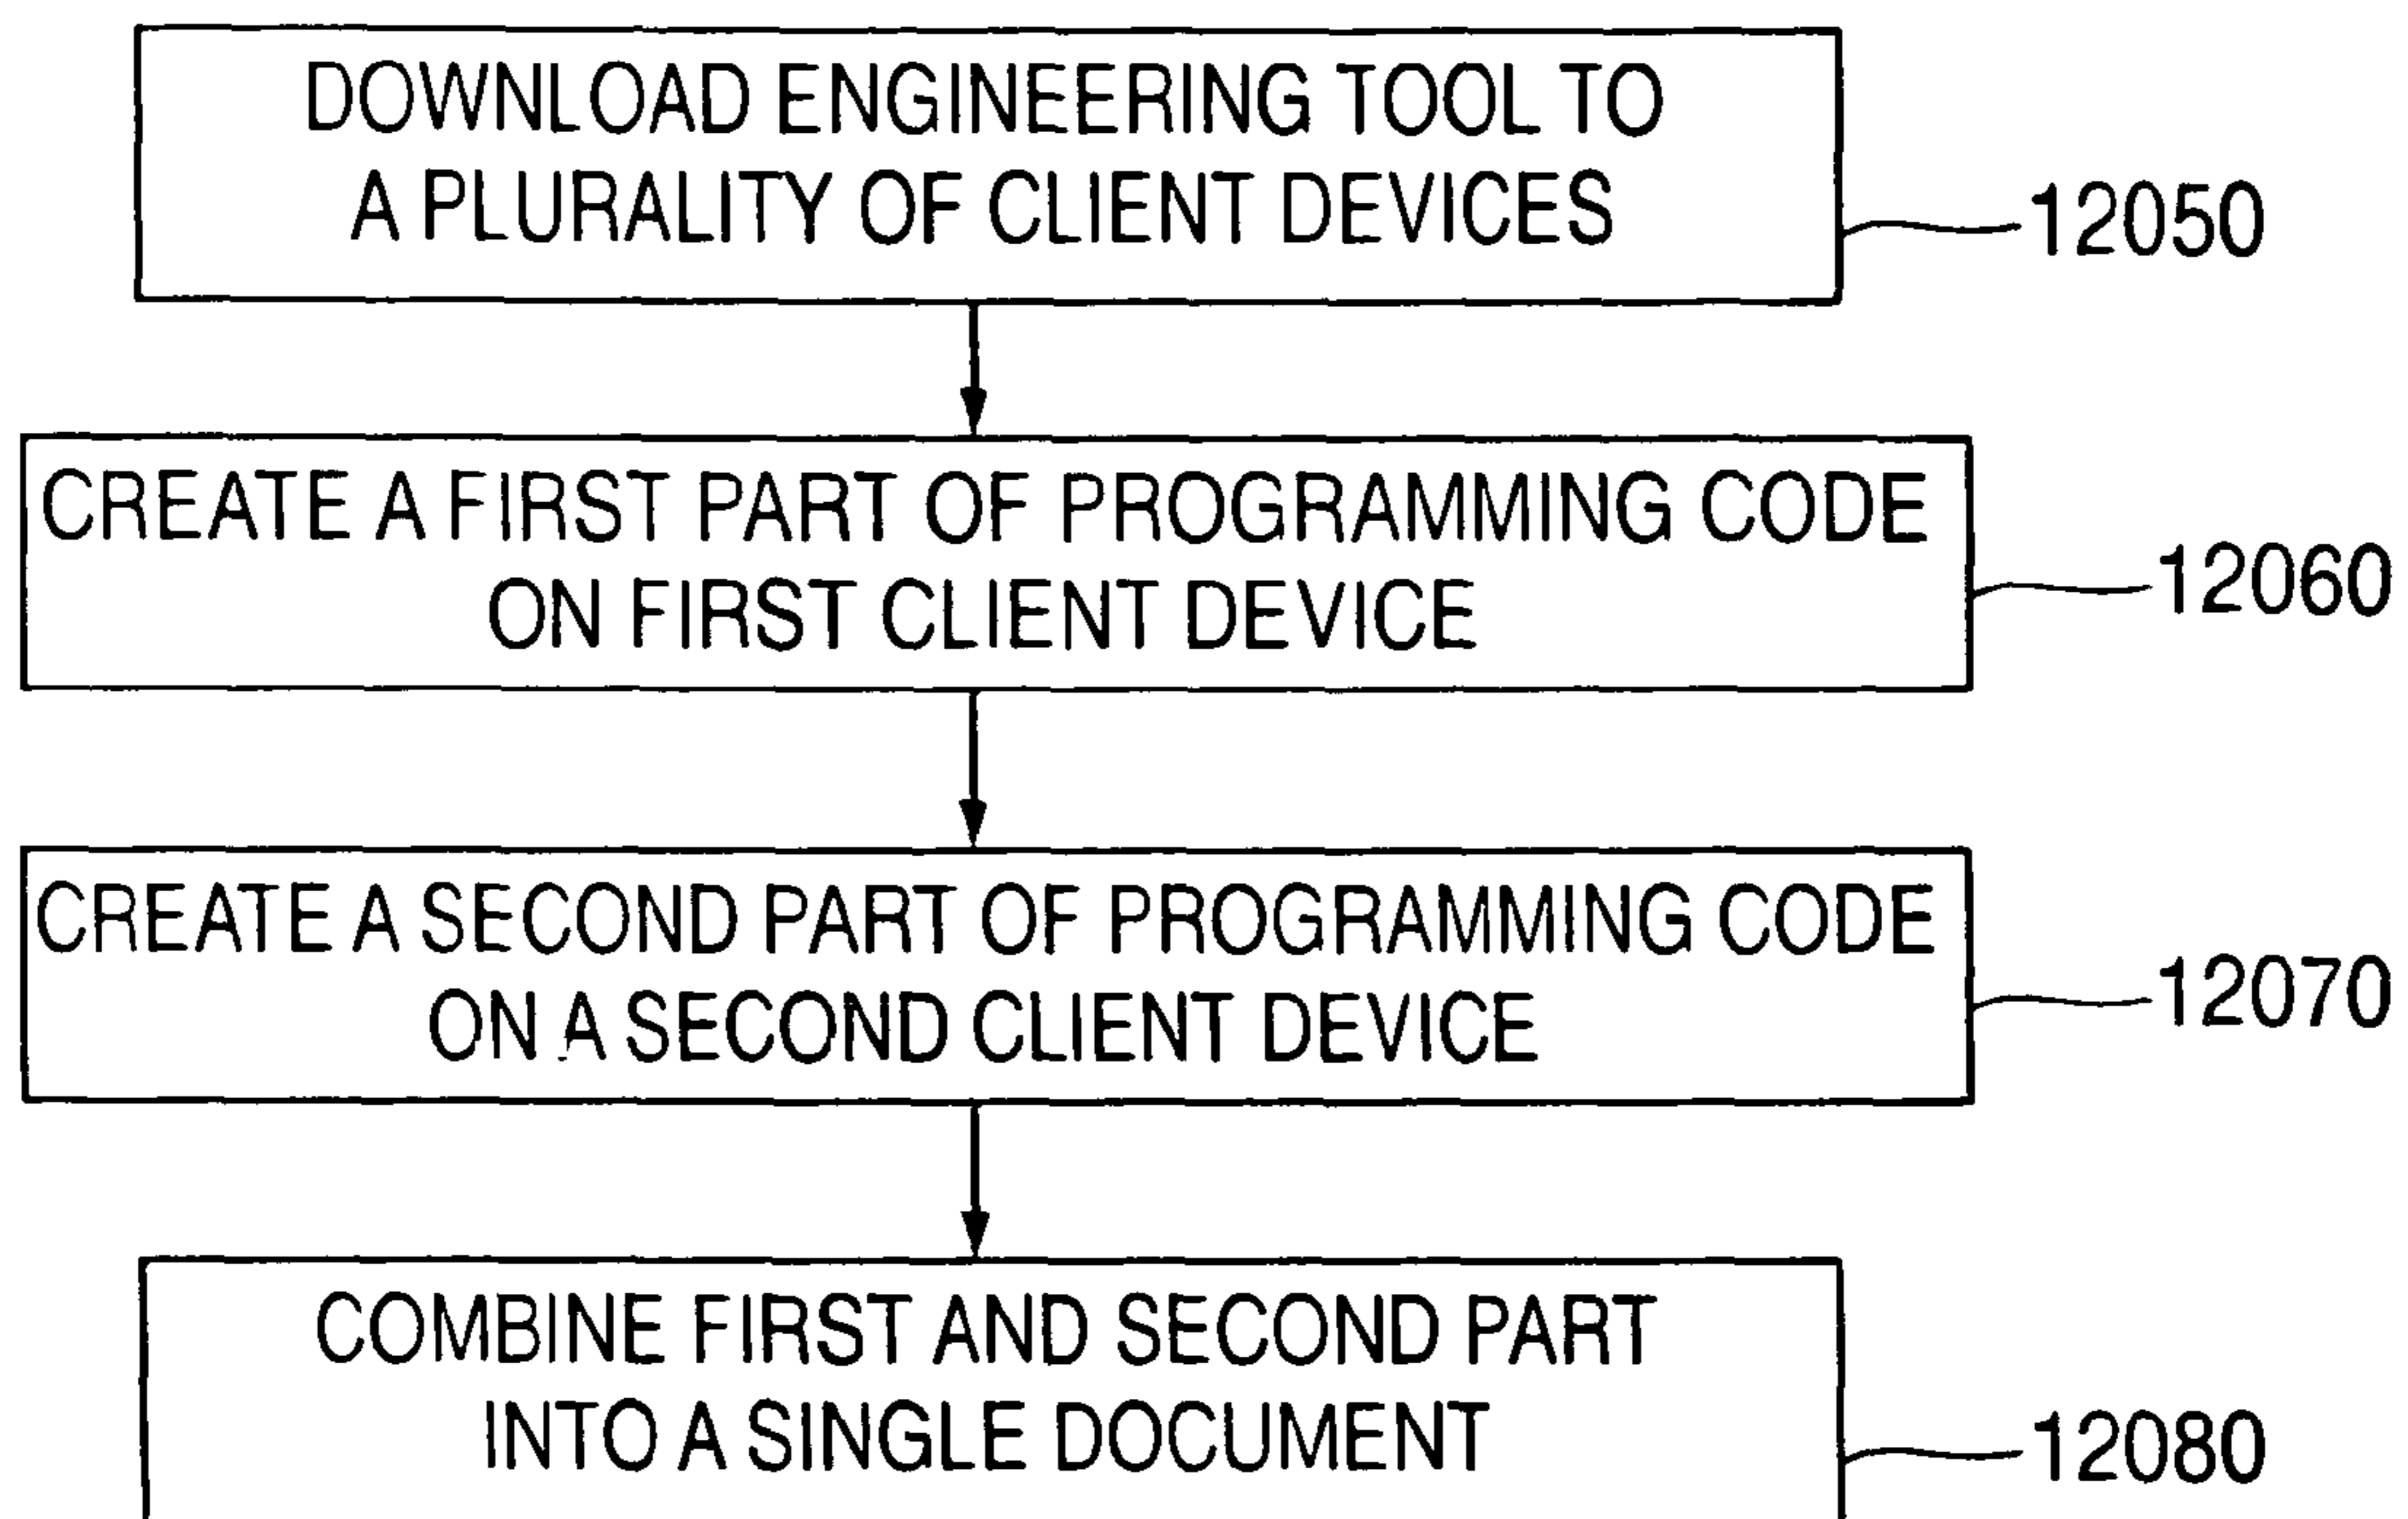 DOWNLOAD ENGINEERING TOOL TO
A PLURALITY OF CLIENT DEVICES
12050
CREATE A FIRST PART OF PROGRAMMING CODE
ON FIRST CLIENT DEVICE
12060
CREATE A SECOND PART OF PROGRAMMING CODE
ON A SECOND CLIENT DEVICE
12070
COMBINE FIRST AND SECOND PART
INTO A SINGLE DOCUMENT
12080